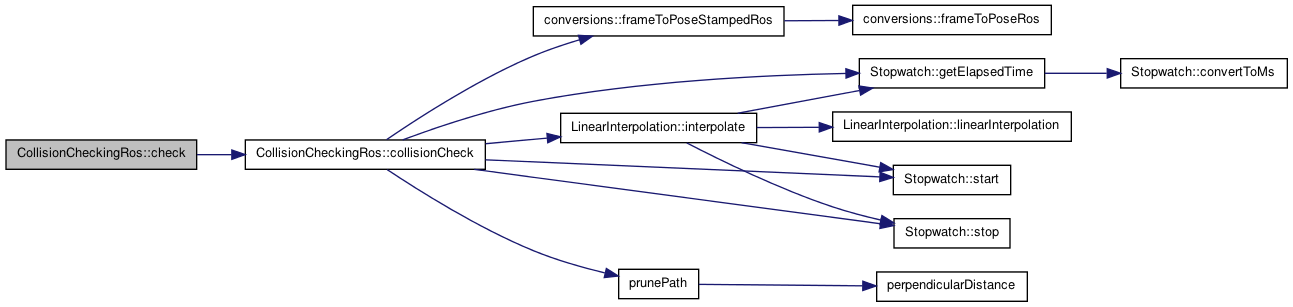 conversions::frameToPoseStampedRos
conversions::frameToPoseRos
Stopwatch::getElapsedTime
Stopwatch::convertToMs
LinearInterpolation::interpolate
LinearInterpolation::linearInterpolation
CollisionCheckingRos::check
CollisionCheckingRos::collisionCheck
Stopwatch::start
Stopwatch::stop
prunePath
perpendicularDistance